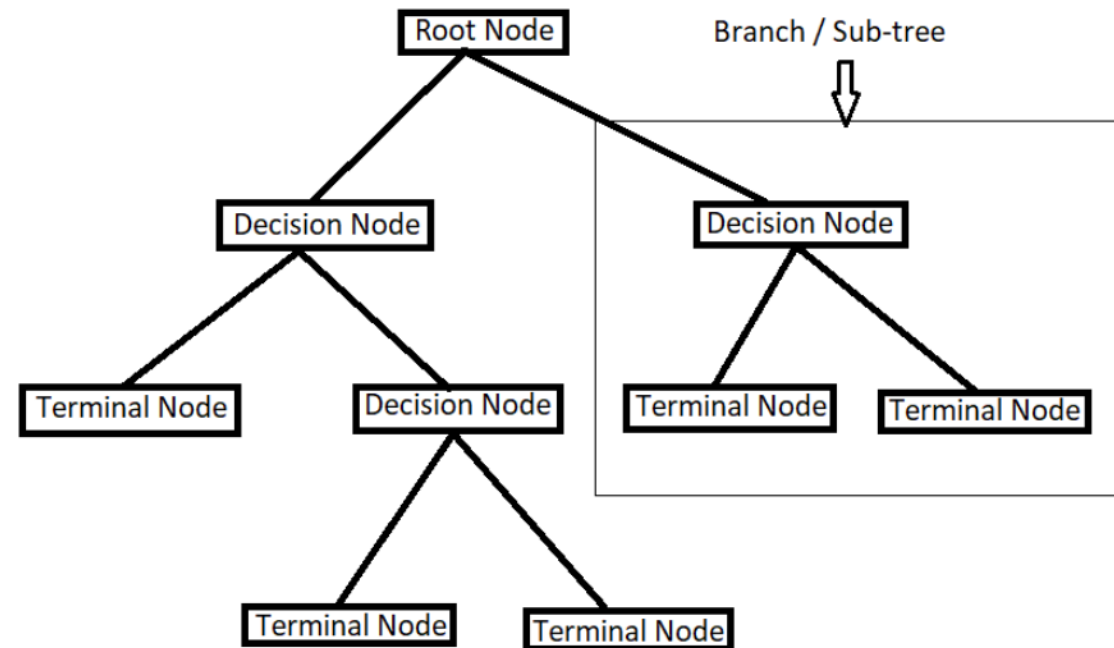 Root Node
Branch / Sub-tree
Decision Node
Decision Node
Terminal Node
Decision Node
Terminal Node
Terminal Node
Terminal Node
Terminal Node